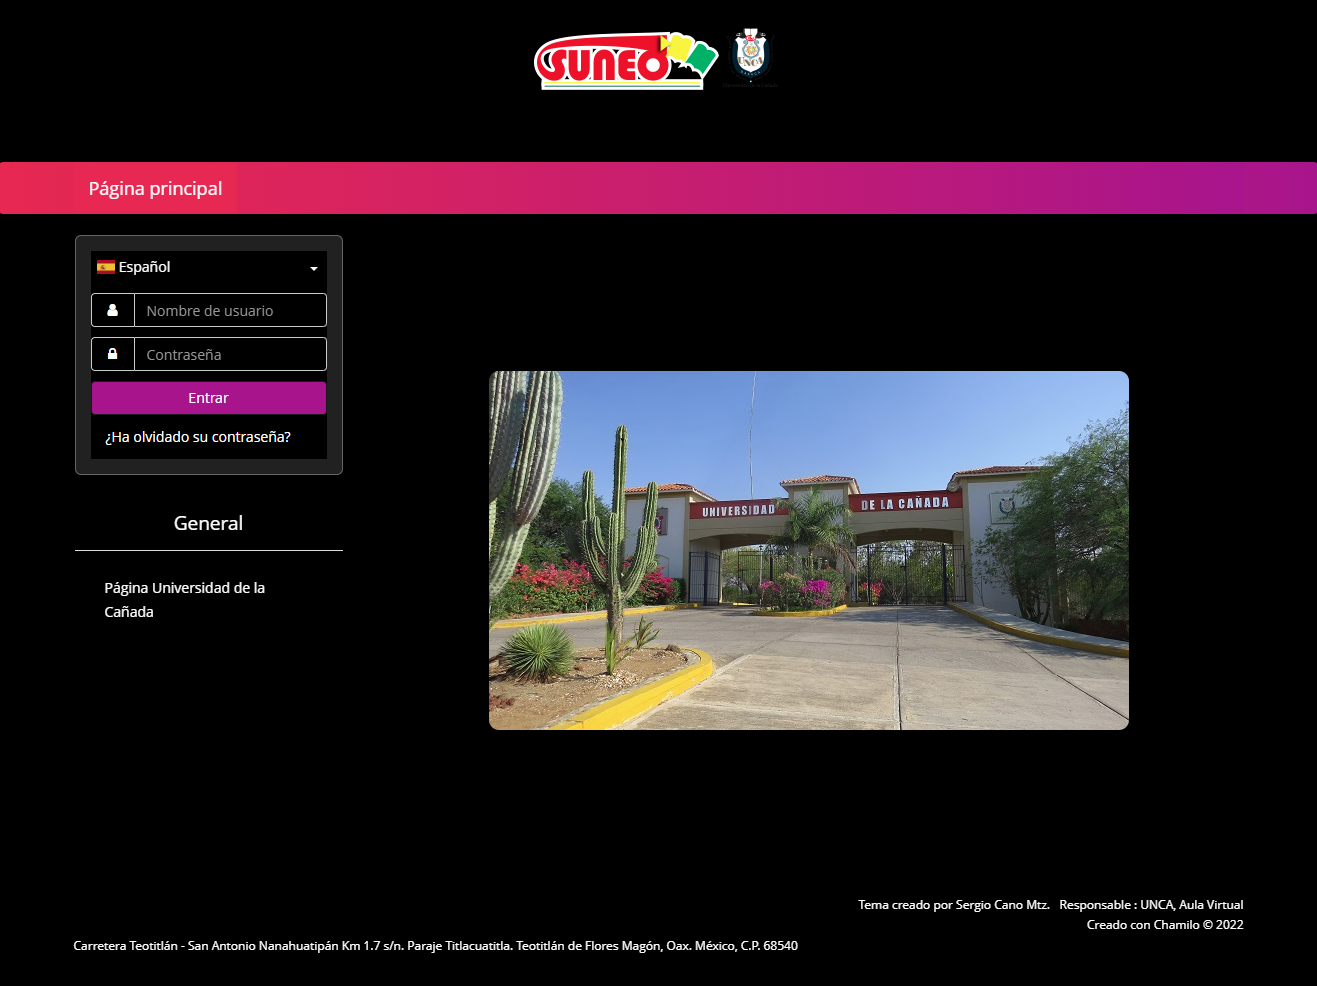 SUNEO
UNCA
Página principal
Español
Nombre de usuario
Contraseña
Entrar
¿Ha olvidado su contraseña?
General
Página Universidad de la
Cañada
UNIVERSIDAD DE LA CAÑADA
Tema creado por Sergio Cano Mtz. Responsable : UNCA, Aula Virtual
Creado con Chamilo © 2022
Carretera Teotitlán - San Antonio Nanahuatipán Km 1.7 s/n. Paraje Titlacuatitla. Teotitlán de Flores Magón, Oax. México, C.P. 68540